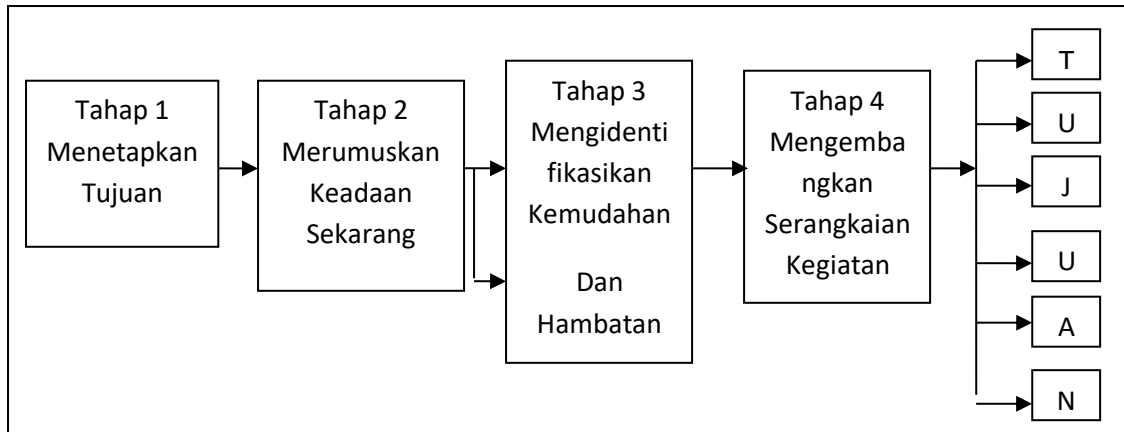 Tahap 1
Menetapkan
Tujuan
Tahap 2
Merumuskan
Keadaan
Sekarang
Tahap 3
Mengidenti
fikasikan
Kemudahan
Dan
Hambatan
Tahap 4
Mengemba
ngkan
Serangkaian
Kegiatan
T
U
J
U
A
N